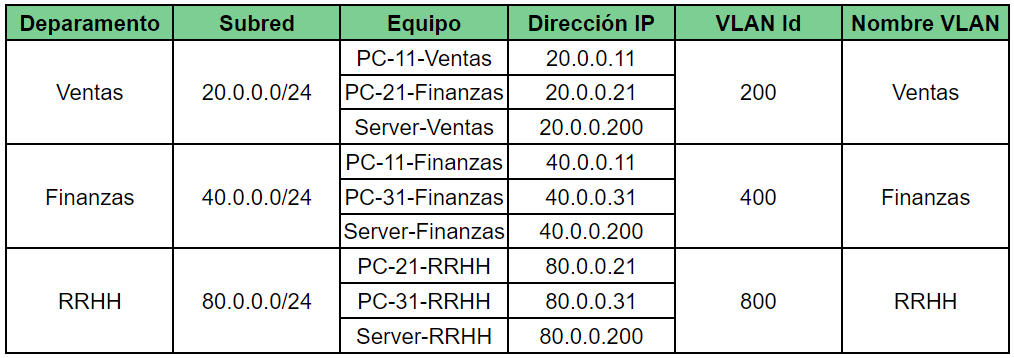 Departamento Subred Equipo Dirección IP VLAN Id Nombre VLAN
PC-11-Ventas 20.0.0.11
Ventas 20.0.0.0/24 PC-21-Finanzas 20.0.0.21 200 Ventas
Server-Ventas 20.0.0.200
PC-11-Finanzas 40.0.0.11
Finanzas 40.0.0.0/24 PC-31-Finanzas 40.0.0.31 400 Finanzas
Server-Finanzas 40.0.0.200
PC-21-RRHH 80.0.0.21
RRHH 80.0.0.0/24 PC-31-RRHH 80.0.0.31 800 RRHH
Server-RRHH 80.0.0.200